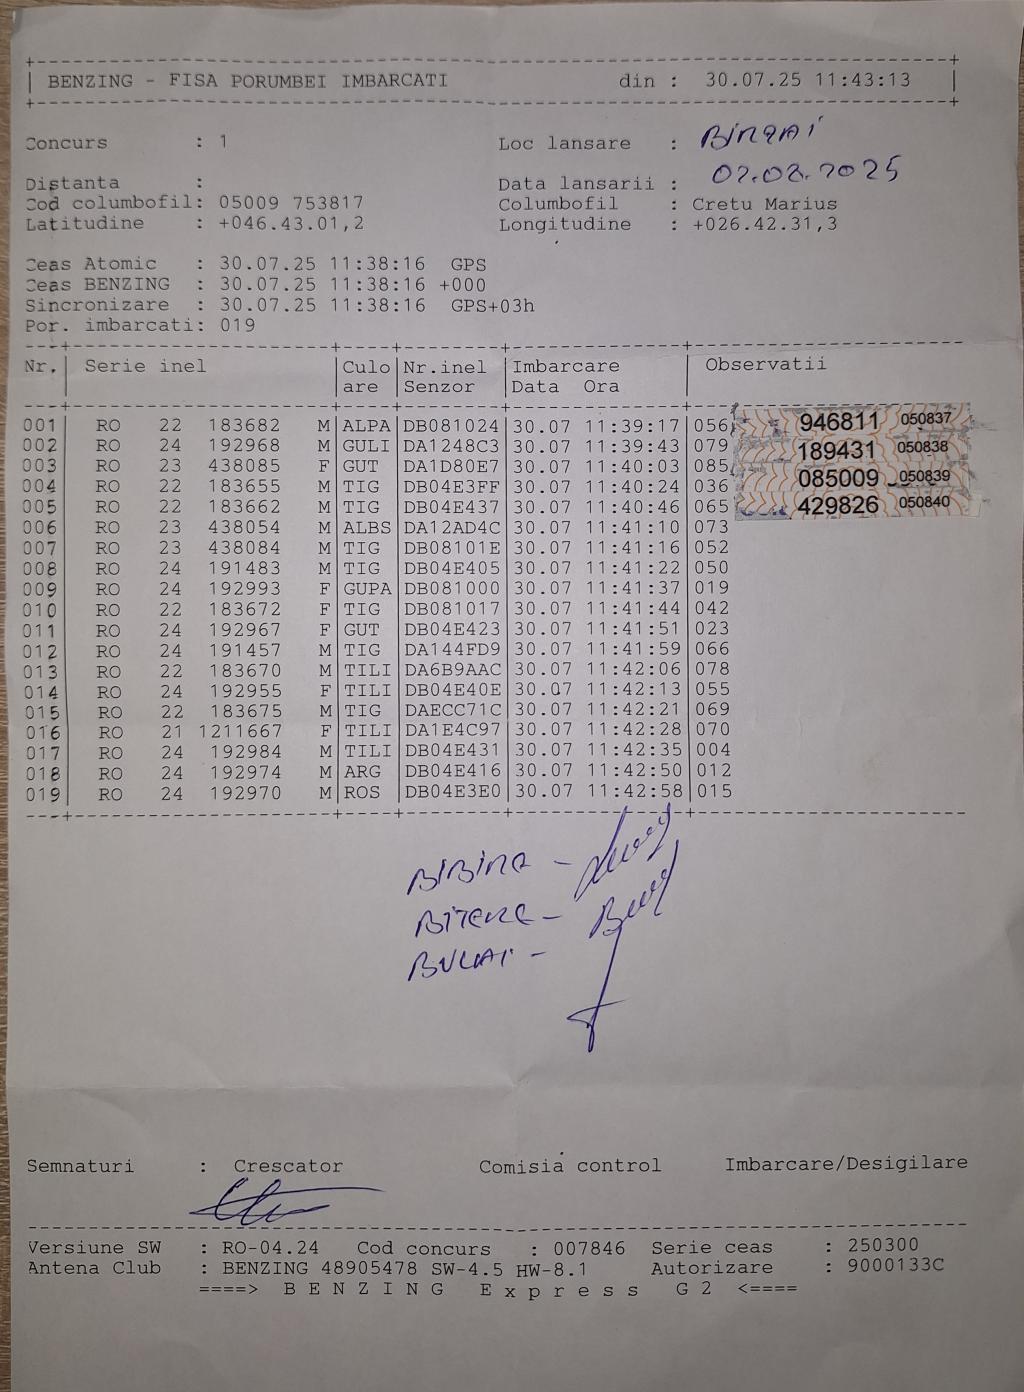 BENZING - FISA PORUMBEI IMBARCATI din : 30.07.25 11:43:13
Concurs : 1 Loc lansare :
Distanta : Data lansarii : 02.08.2025
Cod columbofil: 05009 753817 Columbofil : Cretu Marius
Latitudine : +046.43.01,2 Longitudine : +026.42.31,3
Ceas Atomic : 30.07.25 11:38:16 GPS
Ceas BENZING : 30.07.25 11:38:16 +000
Sincronizare : 30.07.25 11:38:16 GPS+03h
Por. imbarcati: 019
Nr. Serie inel Culo Nr.inel Imbarcare Observatii
are Senzor Data Ora
001 RO 22 183682 M ALPA DB081024 30.07 11:39:17 056 946811 050837
002 RO 24 192968 M GULI DA1248C3 30.07 11:39:43 079 189431 050838
003 RO 23 438085 F GUT DA1D80E7 30.07 11:40:03 085 085009 050839
004 RO 22 183655 M TIG DB04E3FF 30.07 11:40:24 036 429826 050840
005 RO 22 183662 M TIG DB04E437 30.07 11:40:46 065
006 RO 23 438054 M ALBS DA12AD4C 30.07 11:41:10 073
007 RO 23 438084 M TIG DB08101E 30.07 11:41:16 052
008 RO 24 191483 M TIG DB04E405 30.07 11:41:22 050
009 RO 24 192993 F GUPA DB081000 30.07 11:41:37 019
010 RO 22 183672 F TIG DB081017 30.07 11:41:44 042
011 RO 24 192967 F GUT DB04E423 30.07 11:41:51 023
012 RO 24 191457 M TIG DA144FD9 30.07 11:41:59 066
013 RO 22 183670 M TILI DA6B9AAC 30.07 11:42:06 078
014 RO 24 192955 F TILI DB04E40E 30.07 11:42:13 055
015 RO 22 183675 M TIG DAECC71C 30.07 11:42:21 069
016 RO 21 1211667 F TILI DA1E4C97 30.07 11:42:28 070
017 RO 24 192984 M TILI DB04E431 30.07 11:42:35 004
018 RO 24 192974 M ARG DB04E416 30.07 11:42:50 012
019 RO 24 192970 M ROS DB04E3E0 30.07 11:42:58 015
Semnaturi : Crescator Comisia control Imbarcare/Desigilare
Versiune SW : RO-04.24 Cod concurs : 007846 Serie ceas : 250300
Antena Club : BENZING 48905478 SW-4.5 HW-8.1 Autorizare : 9000133C
====> B E N Z I N G E x p r e s s G 2 <====